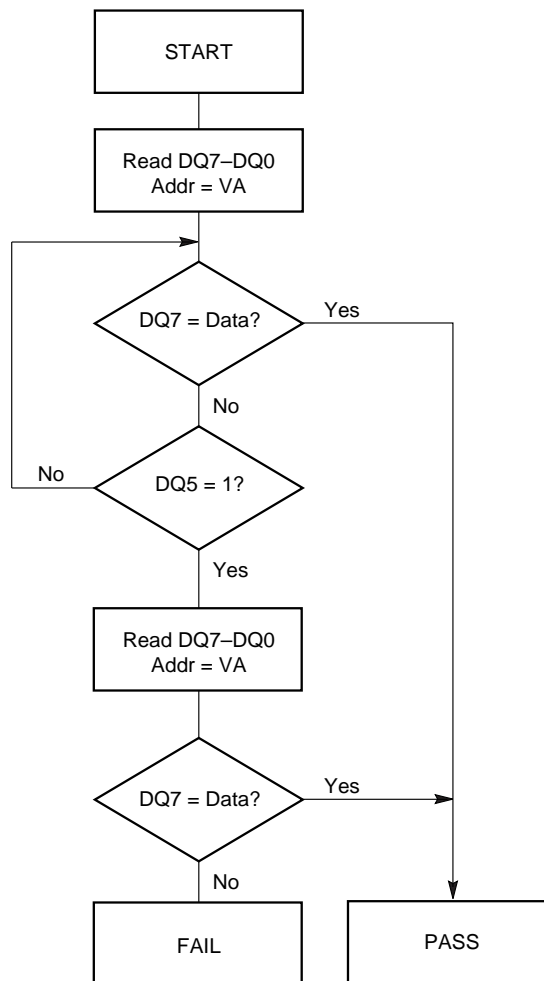 START
Read DQ7–DQ0
Addr = VA
DQ7 = Data?
Yes
No
No
DQ5 = 1?
Yes
Read DQ7–DQ0
Addr = VA
DQ7 = Data?
Yes
No
FAIL
PASS